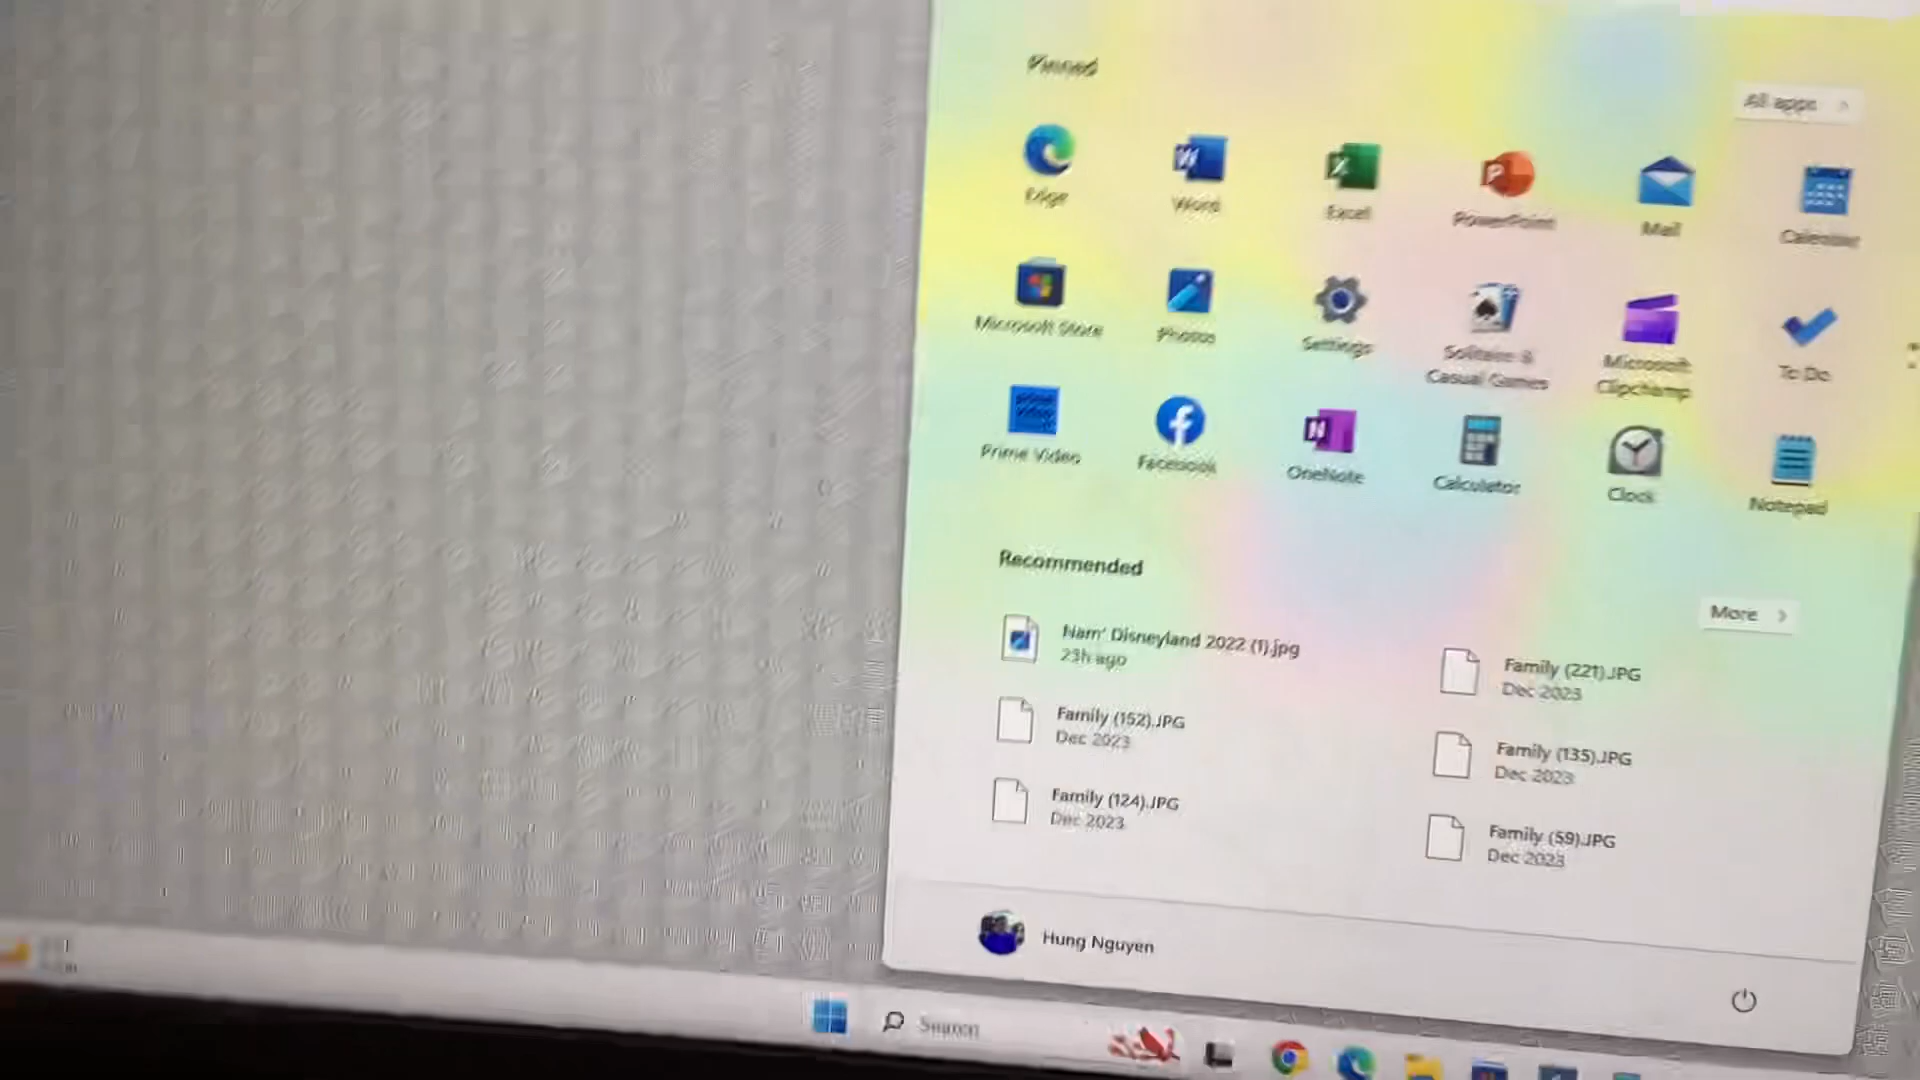 Pinned
All apps
Edge
Word
Excel
PowerPoint
Mail
Calendar
Microsoft Store
Photos
Settings
Solitaire &
Casual Games
Microsoft
Clipchamp
To Do
prime video
Prime Video
Facebook
OneNote
Calculator
Clock
Notepad
Recommended
More
Nam' Disneyland 2022 (1).jpg
23h ago
Family (221).JPG
Dec 2023
Family (152).JPG
Dec 2023
Family (135).JPG
Dec 2023
Family (124).JPG
Dec 2023
Family (59).JPG
Dec 2023
Hung Nguyen
Search